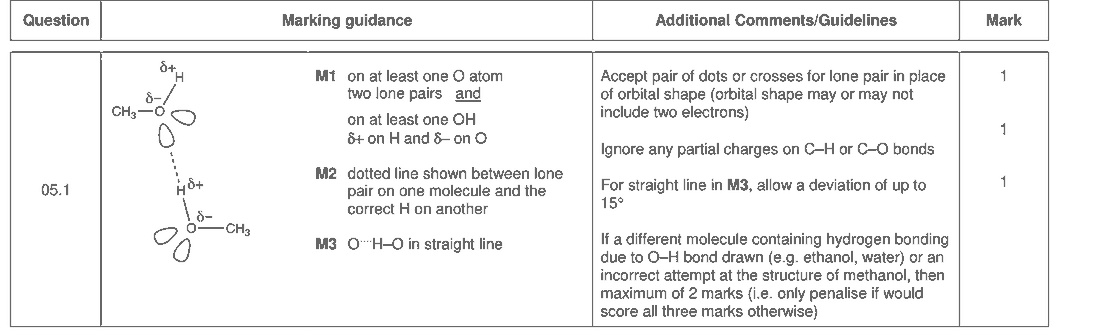 Question Marking guidance Additional Comments/Guidelines Mark
05.1
δ+
H
δ–
CH₃—O
H δ+
δ–
O—CH₃
M1 on at least one O atom
two lone pairs and
on at least one OH
δ+ on H and δ– on O
M2 dotted line shown between lone
pair on one molecule and the
correct H on another
M3 O····H–O in straight line
Accept pair of dots or crosses for lone pair in place
of orbital shape (orbital shape may or may not
include two electrons)
Ignore any partial charges on C–H or C–O bonds
For straight line in M3, allow a deviation of up to
15°
If a different molecule containing hydrogen bonding
due to O–H bond drawn (e.g. ethanol, water) or an
incorrect attempt at the structure of methanol, then
maximum of 2 marks (i.e. only penalise if would
score all three marks otherwise)
1
1
1